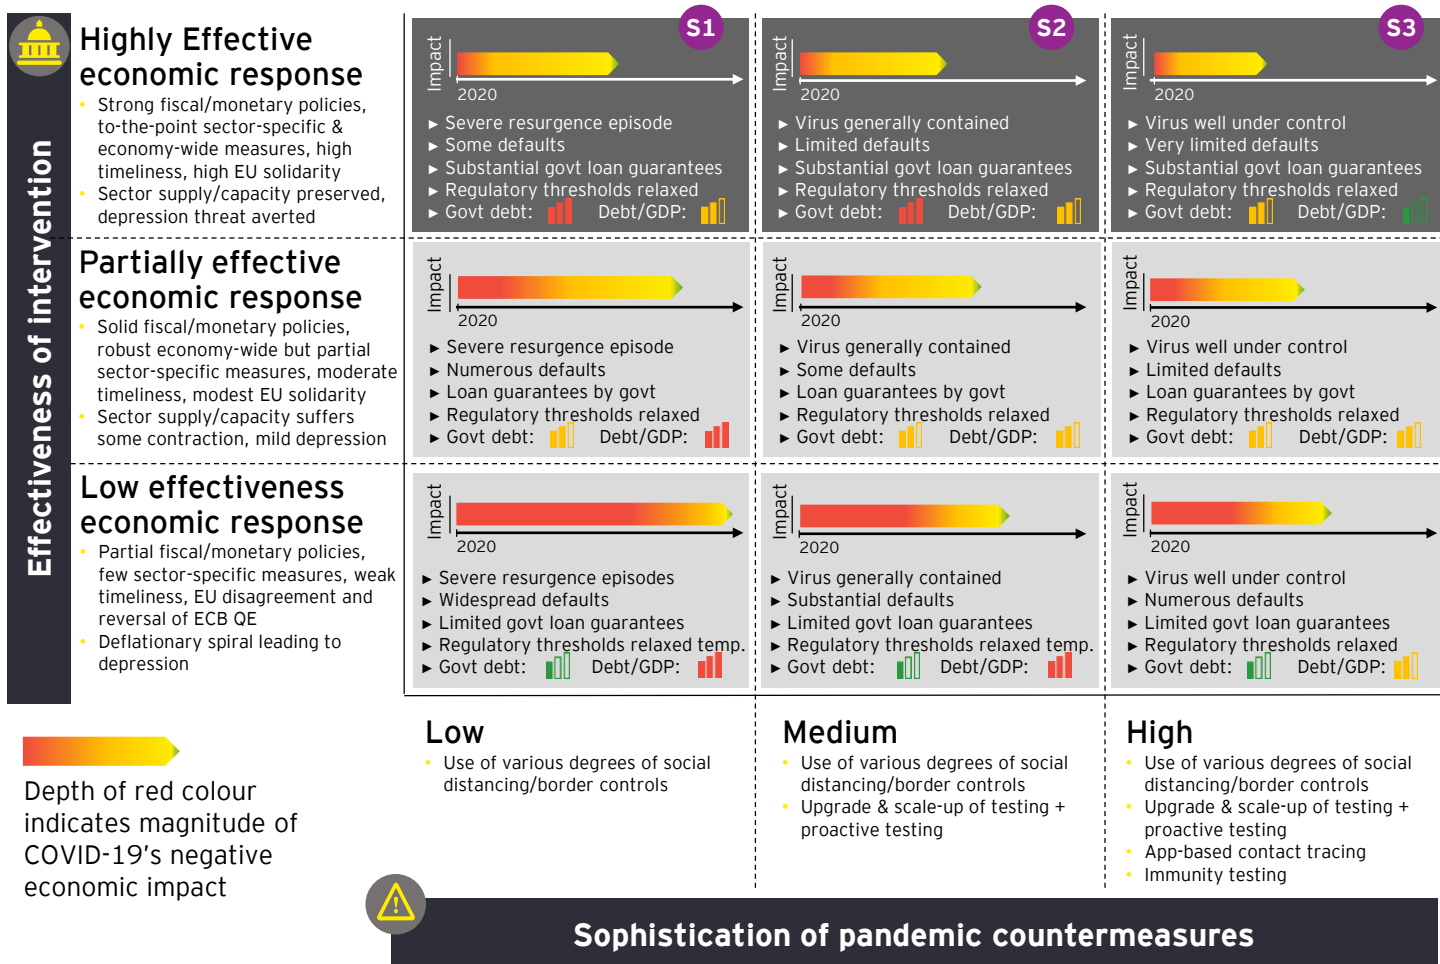 Effectiveness of intervention
Highly Effective
economic response
• Strong fiscal/monetary policies,
to-the-point sector-specific &
economy-wide measures, high
timeliness, high EU solidarity
• Sector supply/capacity preserved,
depression threat averted
S1
Impact
2020
► Severe resurgence episode
► Some defaults
► Substantial govt loan guarantees
► Regulatory thresholds relaxed
► Govt debt: Debt/GDP:
S2
Impact
2020
► Virus generally contained
► Limited defaults
► Substantial govt loan guarantees
► Regulatory thresholds relaxed
► Govt debt: Debt/GDP:
S3
Impact
2020
► Virus well under control
► Very limited defaults
► Substantial govt loan guarantees
► Regulatory thresholds relaxed
► Govt debt: Debt/GDP:
Partially effective
economic response
• Solid fiscal/monetary policies,
robust economy-wide but partial
sector-specific measures, moderate
timeliness, modest EU solidarity
• Sector supply/capacity suffers
some contraction, mild depression
Impact
2020
► Severe resurgence episode
► Numerous defaults
► Loan guarantees by govt
► Regulatory thresholds relaxed
► Govt debt: Debt/GDP:
Impact
2020
► Virus generally contained
► Some defaults
► Loan guarantees by govt
► Regulatory thresholds relaxed
► Govt debt: Debt/GDP:
Impact
2020
► Virus well under control
► Limited defaults
► Loan guarantees by govt
► Regulatory thresholds relaxed
► Govt debt: Debt/GDP:
Low effectiveness
economic response
• Partial fiscal/monetary policies,
few sector-specific measures, weak
timeliness, EU disagreement and
reversal of ECB QE
• Deflationary spiral leading to
depression
Impact
2020
► Severe resurgence episodes
► Widespread defaults
► Limited govt loan guarantees
► Regulatory thresholds relaxed temp.
► Govt debt: Debt/GDP:
Impact
2020
► Virus generally contained
► Substantial defaults
► Limited govt loan guarantees
► Regulatory thresholds relaxed temp.
► Govt debt: Debt/GDP:
Impact
2020
► Virus well under control
► Numerous defaults
► Limited govt loan guarantees
► Regulatory thresholds relaxed
► Govt debt: Debt/GDP:
Depth of red colour
indicates magnitude of
COVID-19's negative
economic impact
Low
• Use of various degrees of social
distancing/border controls
Medium
• Use of various degrees of social
distancing/border controls
• Upgrade & scale-up of testing +
proactive testing
High
• Use of various degrees of social
distancing/border controls
• Upgrade & scale-up of testing +
proactive testing
• App-based contact tracing
• Immunity testing
Sophistication of pandemic countermeasures